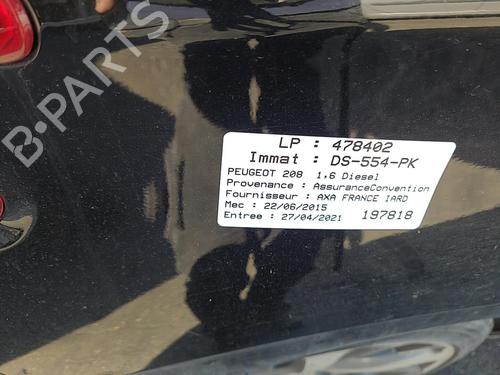 B-PARTS
LP : 478402
Immat : DS-554-PK
PEUGEOT 208 1,6 Diesel
Provenance : AssuranceConvention
Fournisseur : AXA FRANCE IARD
Mec : 22/06/2015
Entree : 27/04/2021 197818